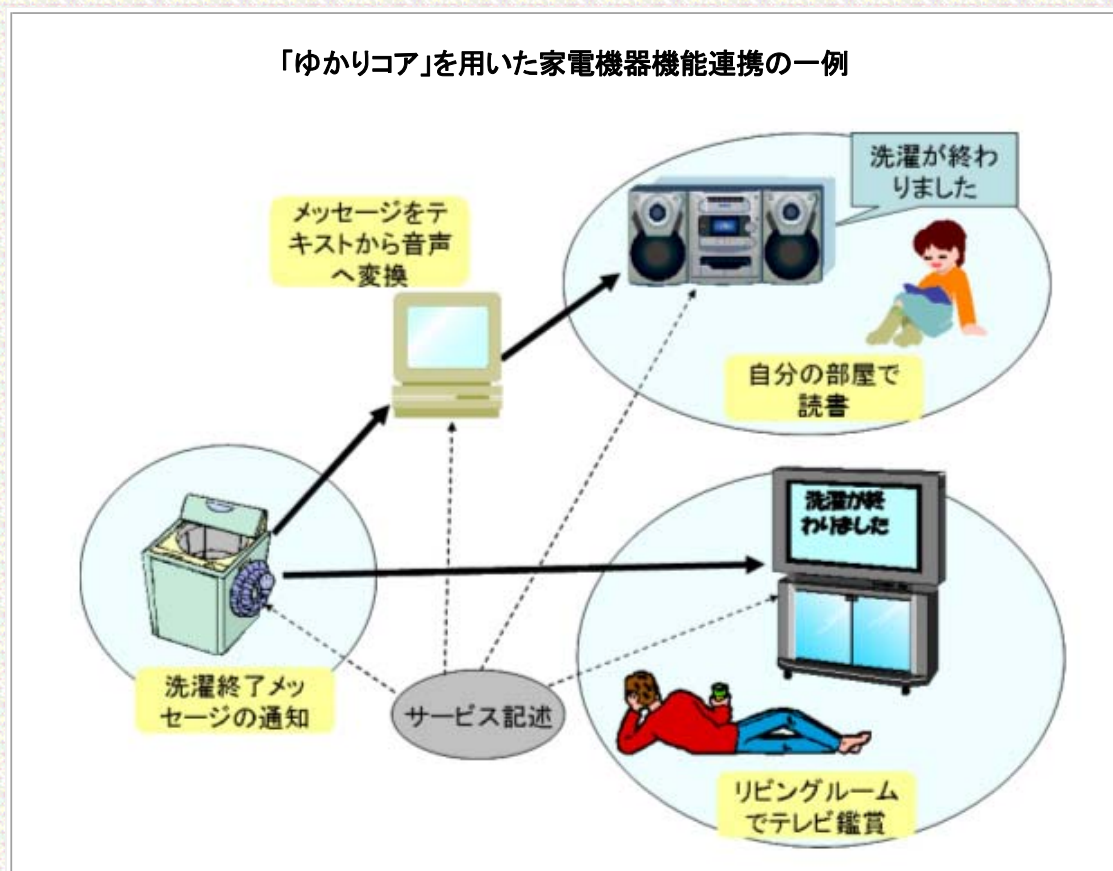 「ゆかりコア」を用いた家電機器機能連携の一例
洗濯が終わ
りました
メッセージをテ
キストから音声
へ変換
自分の部屋で
読書
洗濯が終
わりました
洗濯終了メッ
セージの通知
サービス記述
リビングルーム
でテレビ鑑賞